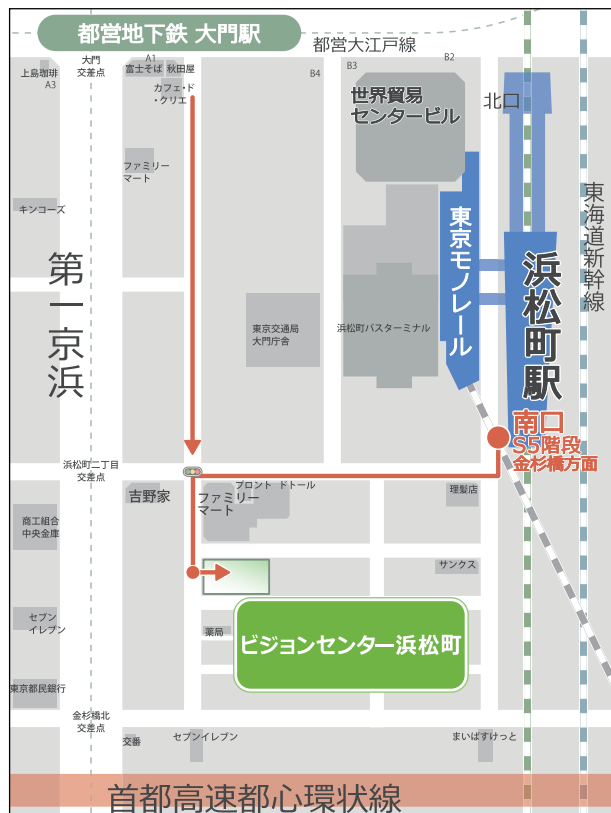 都営地下鉄 大門駅
都営大江戸線
大門
交差点
A1
富士そば 秋田屋
上島珈琲
A3
カフェ・ド
・クリエ
B4
B3
B2
世界貿易
センタービル
北口
ファミリー
マート
キンコーズ
東海道新幹線
東京モノレール
第一京浜
浜松町駅
東京交通局
大門庁舎
浜松町バスターミナル
南口
S5階段
金杉橋方面
浜松町二丁目
交差点
吉野家
ファミリー
マート
プロント ドトール
理髪店
商工組合
中央金庫
サンクス
セブン
イレブン
薬局
ビジョンセンター浜松町
東京都民銀行
金杉橋北
交差点
交番
セブンイレブン
まいばすけっと
首都高速都心環状線